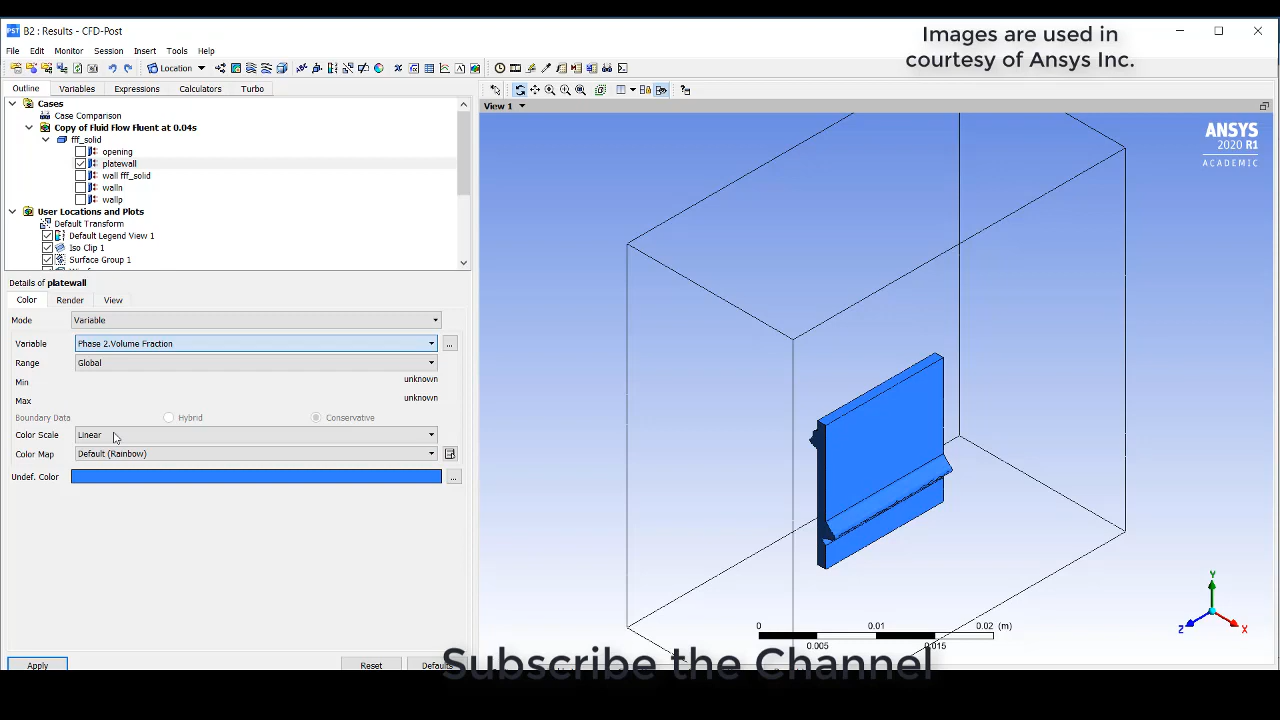 B2 : Results - CFD-Post
Images are used in
courtesy of Ansys Inc.
File Edit Monitor Session Insert Tools Help
Location
Outline Variables Expressions Calculators Turbo
Cases
Case Comparison
Copy of Fluid Flow Fluent at 0.04s
fff_solid
opening
platewall
wall fff_solid
walln
wallp
User Locations and Plots
Default Transform
Default Legend View 1
Iso Clip 1
Surface Group 1
View 1
ANSYS
2020 R1
ACADEMIC
Details of platewall
Color Render View
Mode Variable
Variable Phase 2.Volume Fraction ...
Range Global
Min unknown
Max unknown
Boundary Data Hybrid Conservative
Color Scale Linear
Color Map Default (Rainbow)
Undef. Color ...
Apply Reset Defaults
Y
Z X
0 0.01 0.02 (m)
0.005 0.015
Subscribe the Channel